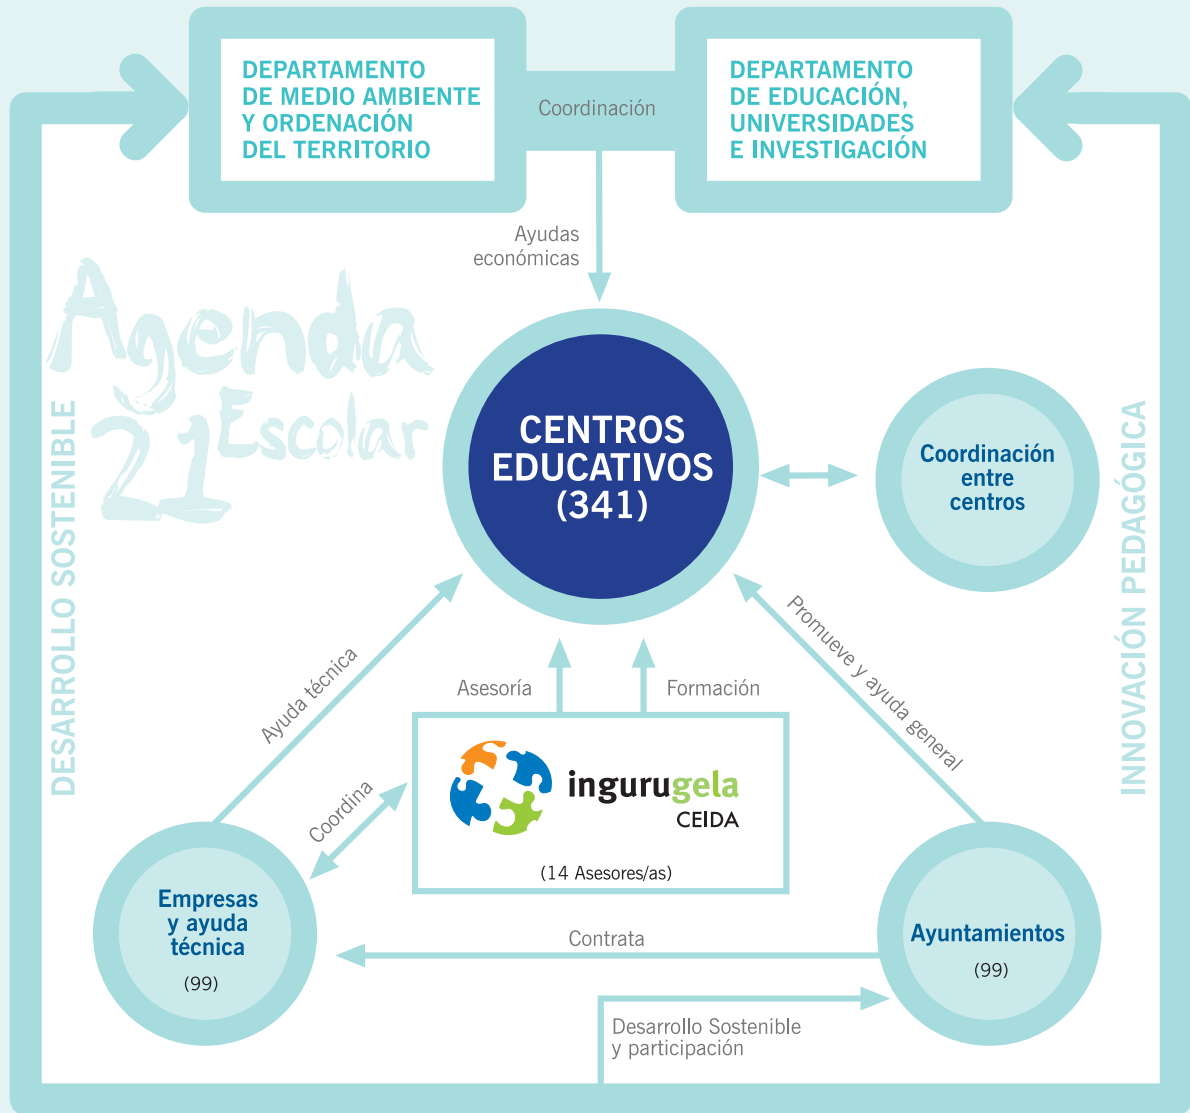 DEPARTAMENTO
DE MEDIO AMBIENTE
Y ORDENACIÓN
DEL TERRITORIO
Coordinación
DEPARTAMENTO
DE EDUCACIÓN,
UNIVERSIDADES
E INVESTIGACIÓN
Ayudas
económicas
Agenda
21 Escolar
DESARROLLO SOSTENIBLE
CENTROS
EDUCATIVOS
(341)
Coordinación
entre
centros
INNOVACIÓN PEDAGÓGICA
Ayuda técnica
Asesoría
Formación
Promueve y ayuda general
Coordina
ingurugela
CEIDA
(14 Asesores/as)
Empresas
y ayuda
técnica
(99)
Contrata
Ayuntamientos
(99)
Desarrollo Sostenible
y participación